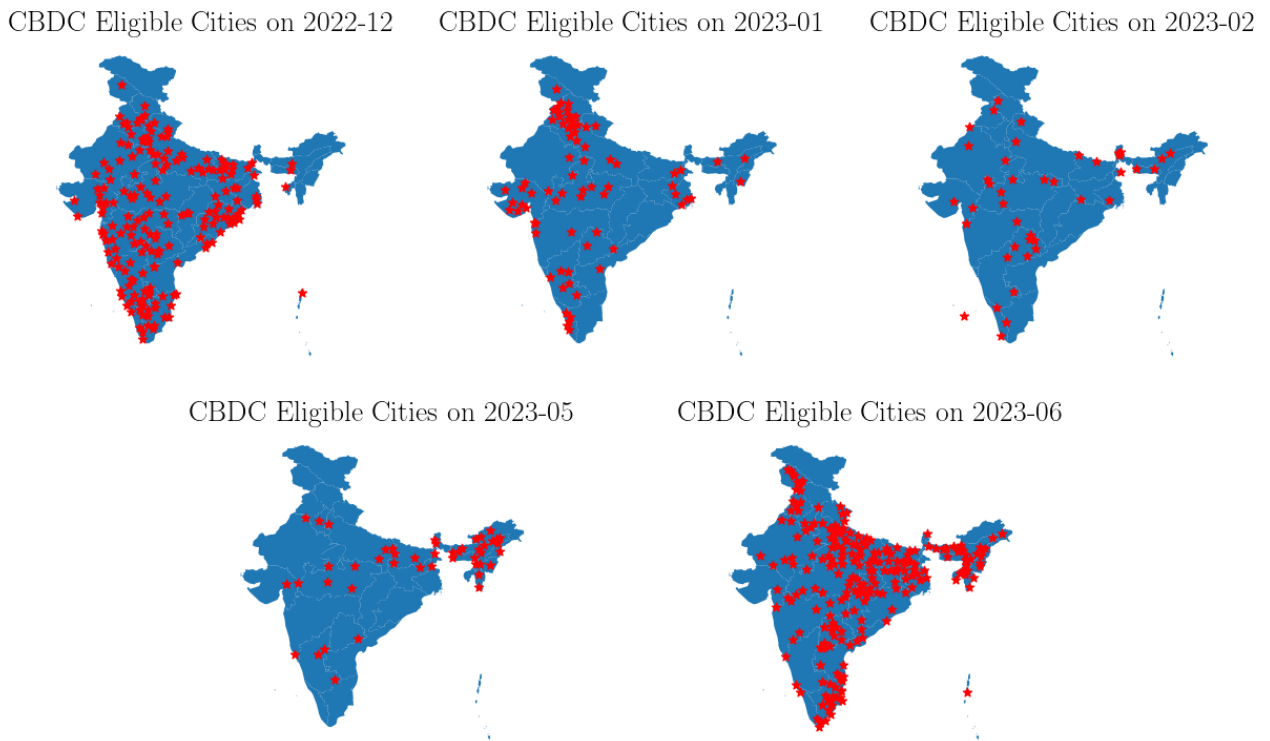 CBDC Eligible Cities on 2022-12
CBDC Eligible Cities on 2023-01
CBDC Eligible Cities on 2023-02
CBDC Eligible Cities on 2023-05
CBDC Eligible Cities on 2023-06